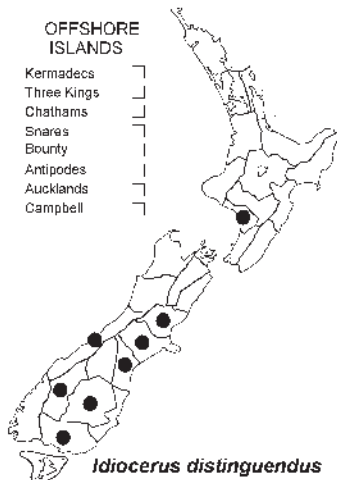 OFFSHORE
ISLANDS
Kermadecs
Three Kings
Chathams
Snares
Bounty
Antipodes
Aucklands
Campbell
Idiocerus distinguendus